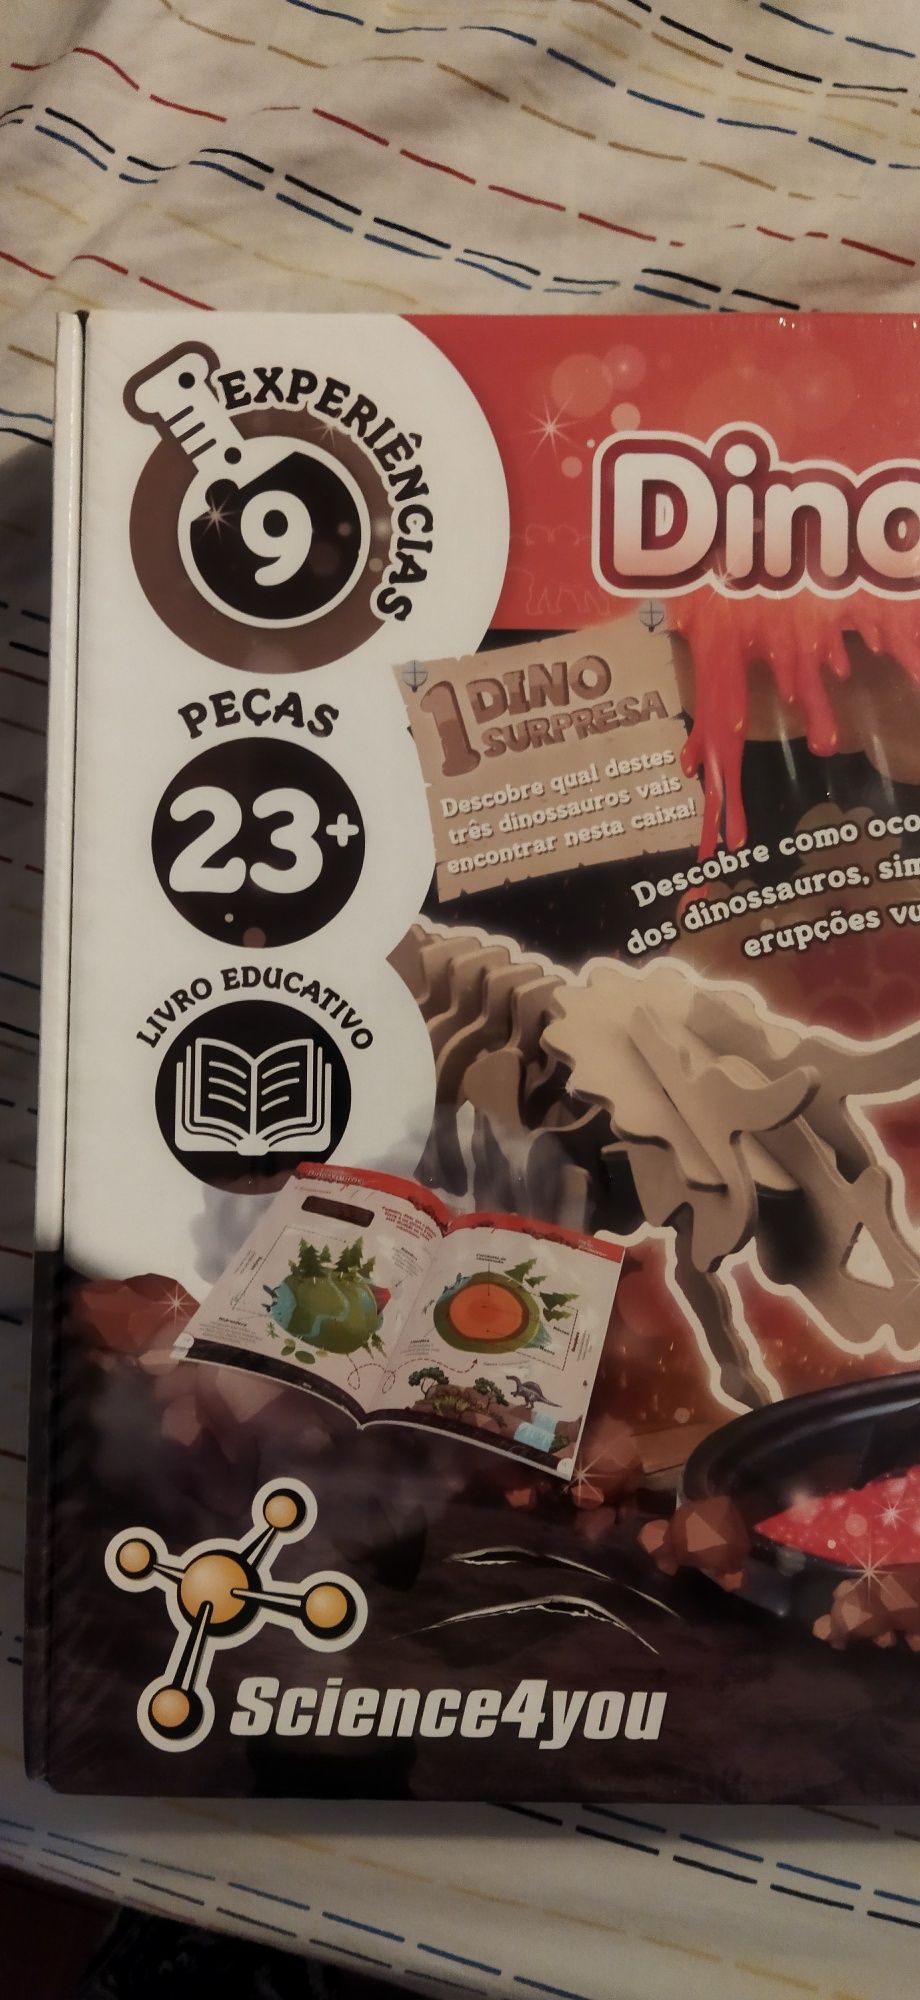 EXPERIÊNCIAS
9
PEÇAS
23+
LIVRO EDUCATIVO
Dino
1 DINO
SURPRESA
Descobre qual destes
três dinossauros vais
encontrar nesta caixa!
Descobre como oco
dos dinossauros, sim
erupções vu
Dinossauros
Science4you